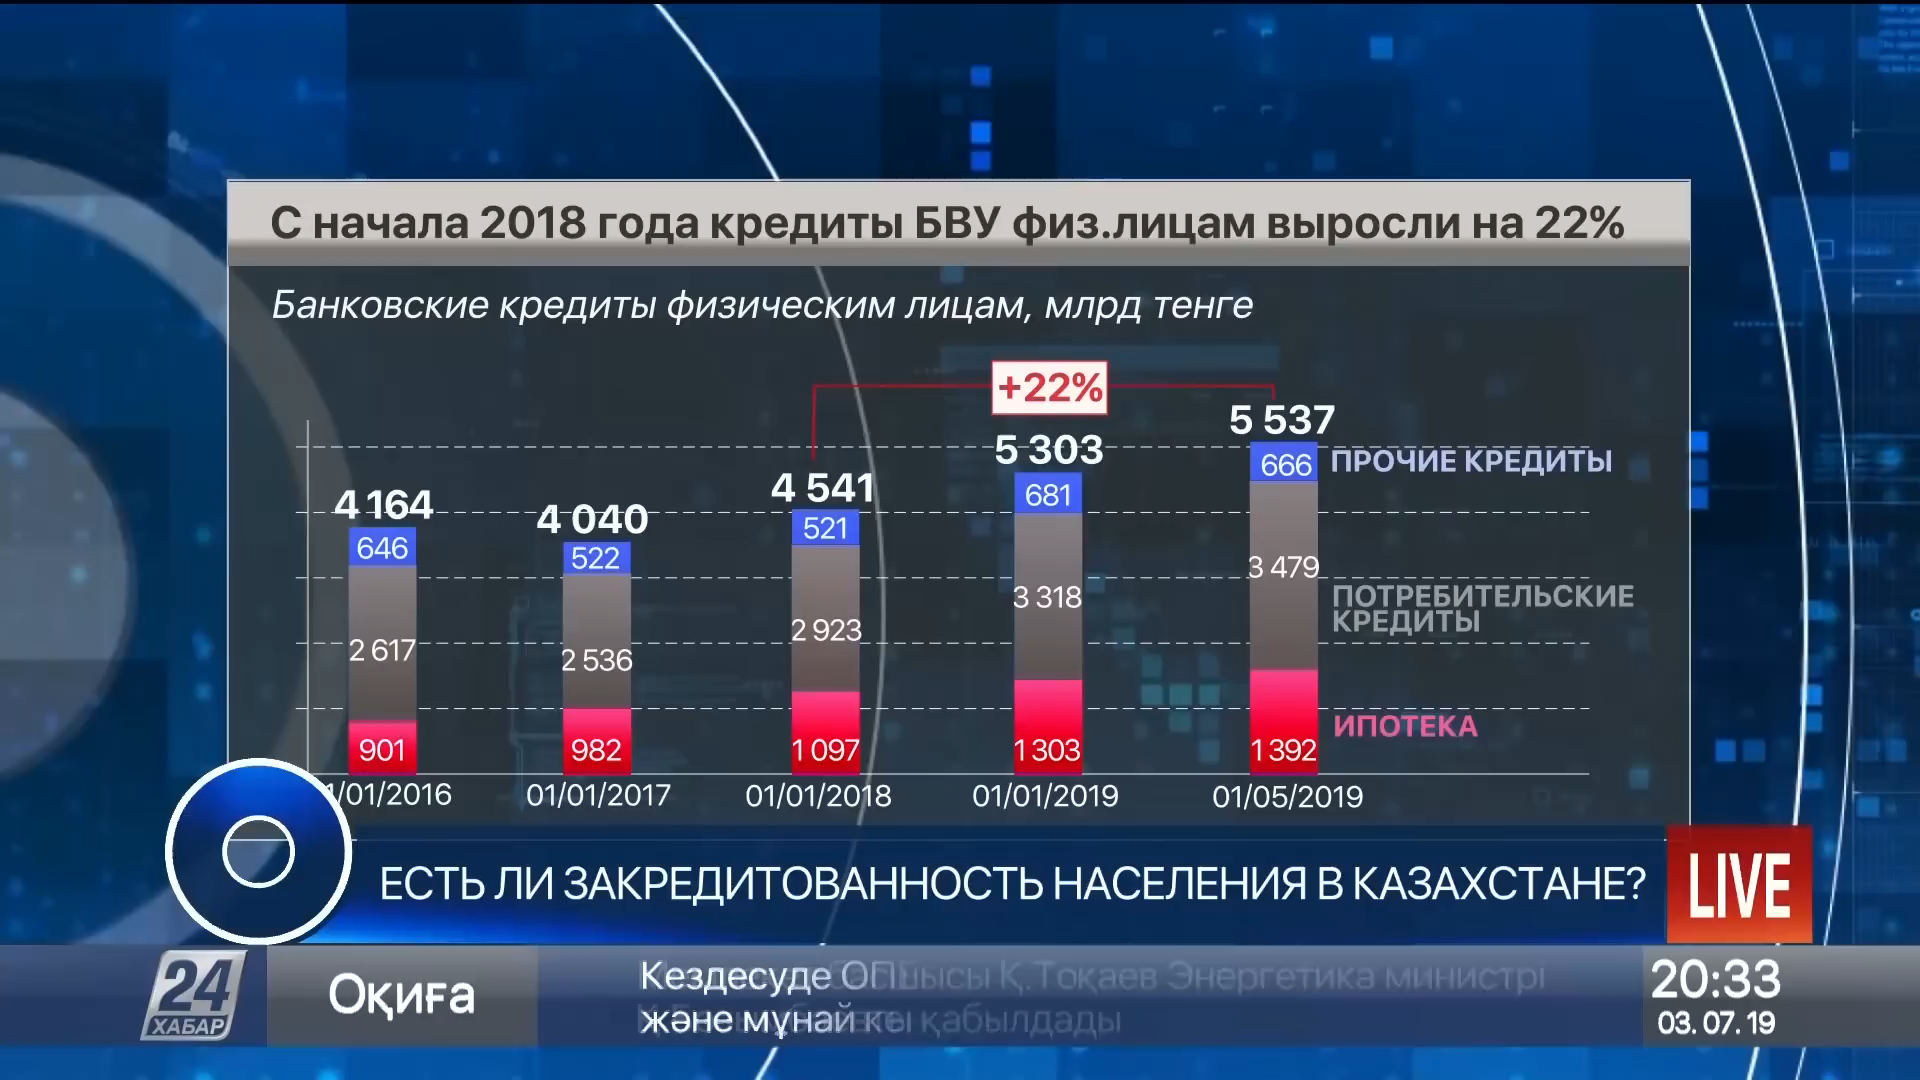 С начала 2018 года кредиты БВУ физ.лицам выросли на 22%
Банковские кредиты физическим лицам, млрд тенге
+22%
4 164
4 040
4 541
5 303
5 537
646
522
521
681
666
ПРОЧИЕ КРЕДИТЫ
2 617
2 536
2 923
3 318
3 479
ПОТРЕБИТЕЛЬСКИЕ
КРЕДИТЫ
901
982
1 097
1 303
1 392
ИПОТЕКА
/01/2016
01/01/2017
01/01/2018
01/01/2019
01/05/2019
ЕСТЬ ЛИ ЗАКРЕДИТОВАННОСТЬ НАСЕЛЕНИЯ В КАЗАХСТАНЕ?
LIVE
24
ХАБАР
Оқиға
Кездесуде Қ.Тоқаев Энергетика министрі
және мұнай қабылдады
20:33
03. 07. 19